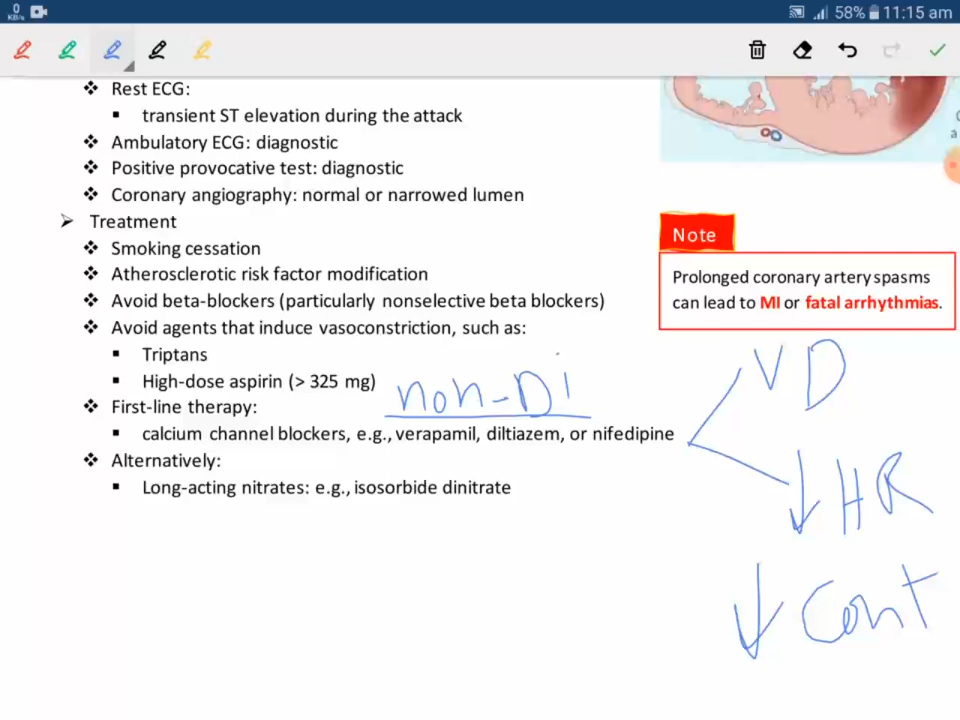 0
KB/s
58%
11:15 am
❖ Rest ECG:
▪ transient ST elevation during the attack
❖ Ambulatory ECG: diagnostic
❖ Positive provocative test: diagnostic
❖ Coronary angiography: normal or narrowed lumen
➢ Treatment
❖ Smoking cessation
❖ Atherosclerotic risk factor modification
❖ Avoid beta-blockers (particularly nonselective beta blockers)
❖ Avoid agents that induce vasoconstriction, such as:
▪ Triptans
▪ High-dose aspirin (> 325 mg)
non-Di
❖ First-line therapy:
▪ calcium channel blockers, e.g., verapamil, diltiazem, or nifedipine
❖ Alternatively:
▪ Long-acting nitrates: e.g., isosorbide dinitrate
Note
Prolonged coronary artery spasms
can lead to MI or fatal arrhythmias.
VD
↓ HR
↓ Cont